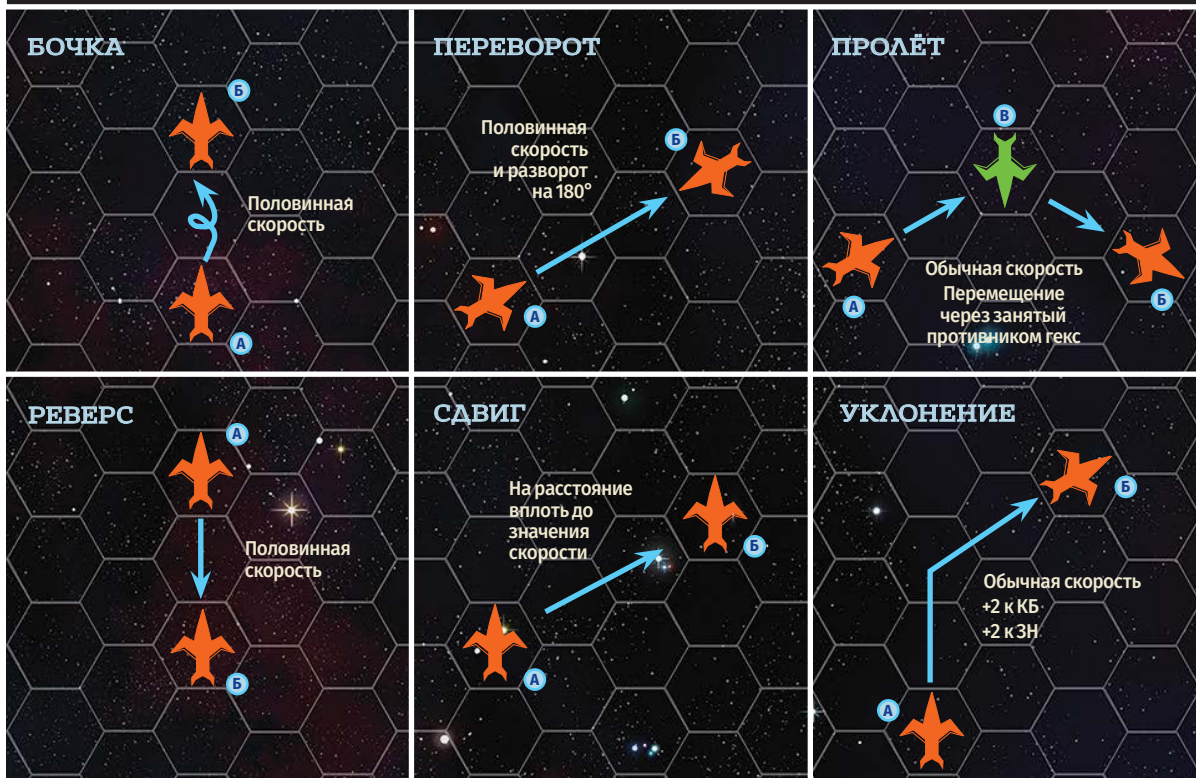 БОЧКА
Б
Половинная
скорость
А
ПЕРЕВОРОТ
Половинная
скорость
и разворот
на 180°
Б
А
ПРОЛЁТ
В
А
Обычная скорость
Перемещение
через занятый
противником гекс
Б
РЕВЕРС
А
Половинная
скорость
Б
СДВИГ
На расстояние
вплоть до
значения
скорости
Б
А
УКЛОНЕНИЕ
Б
Обычная скорость
+2 к КБ
+2 к ЗН
А